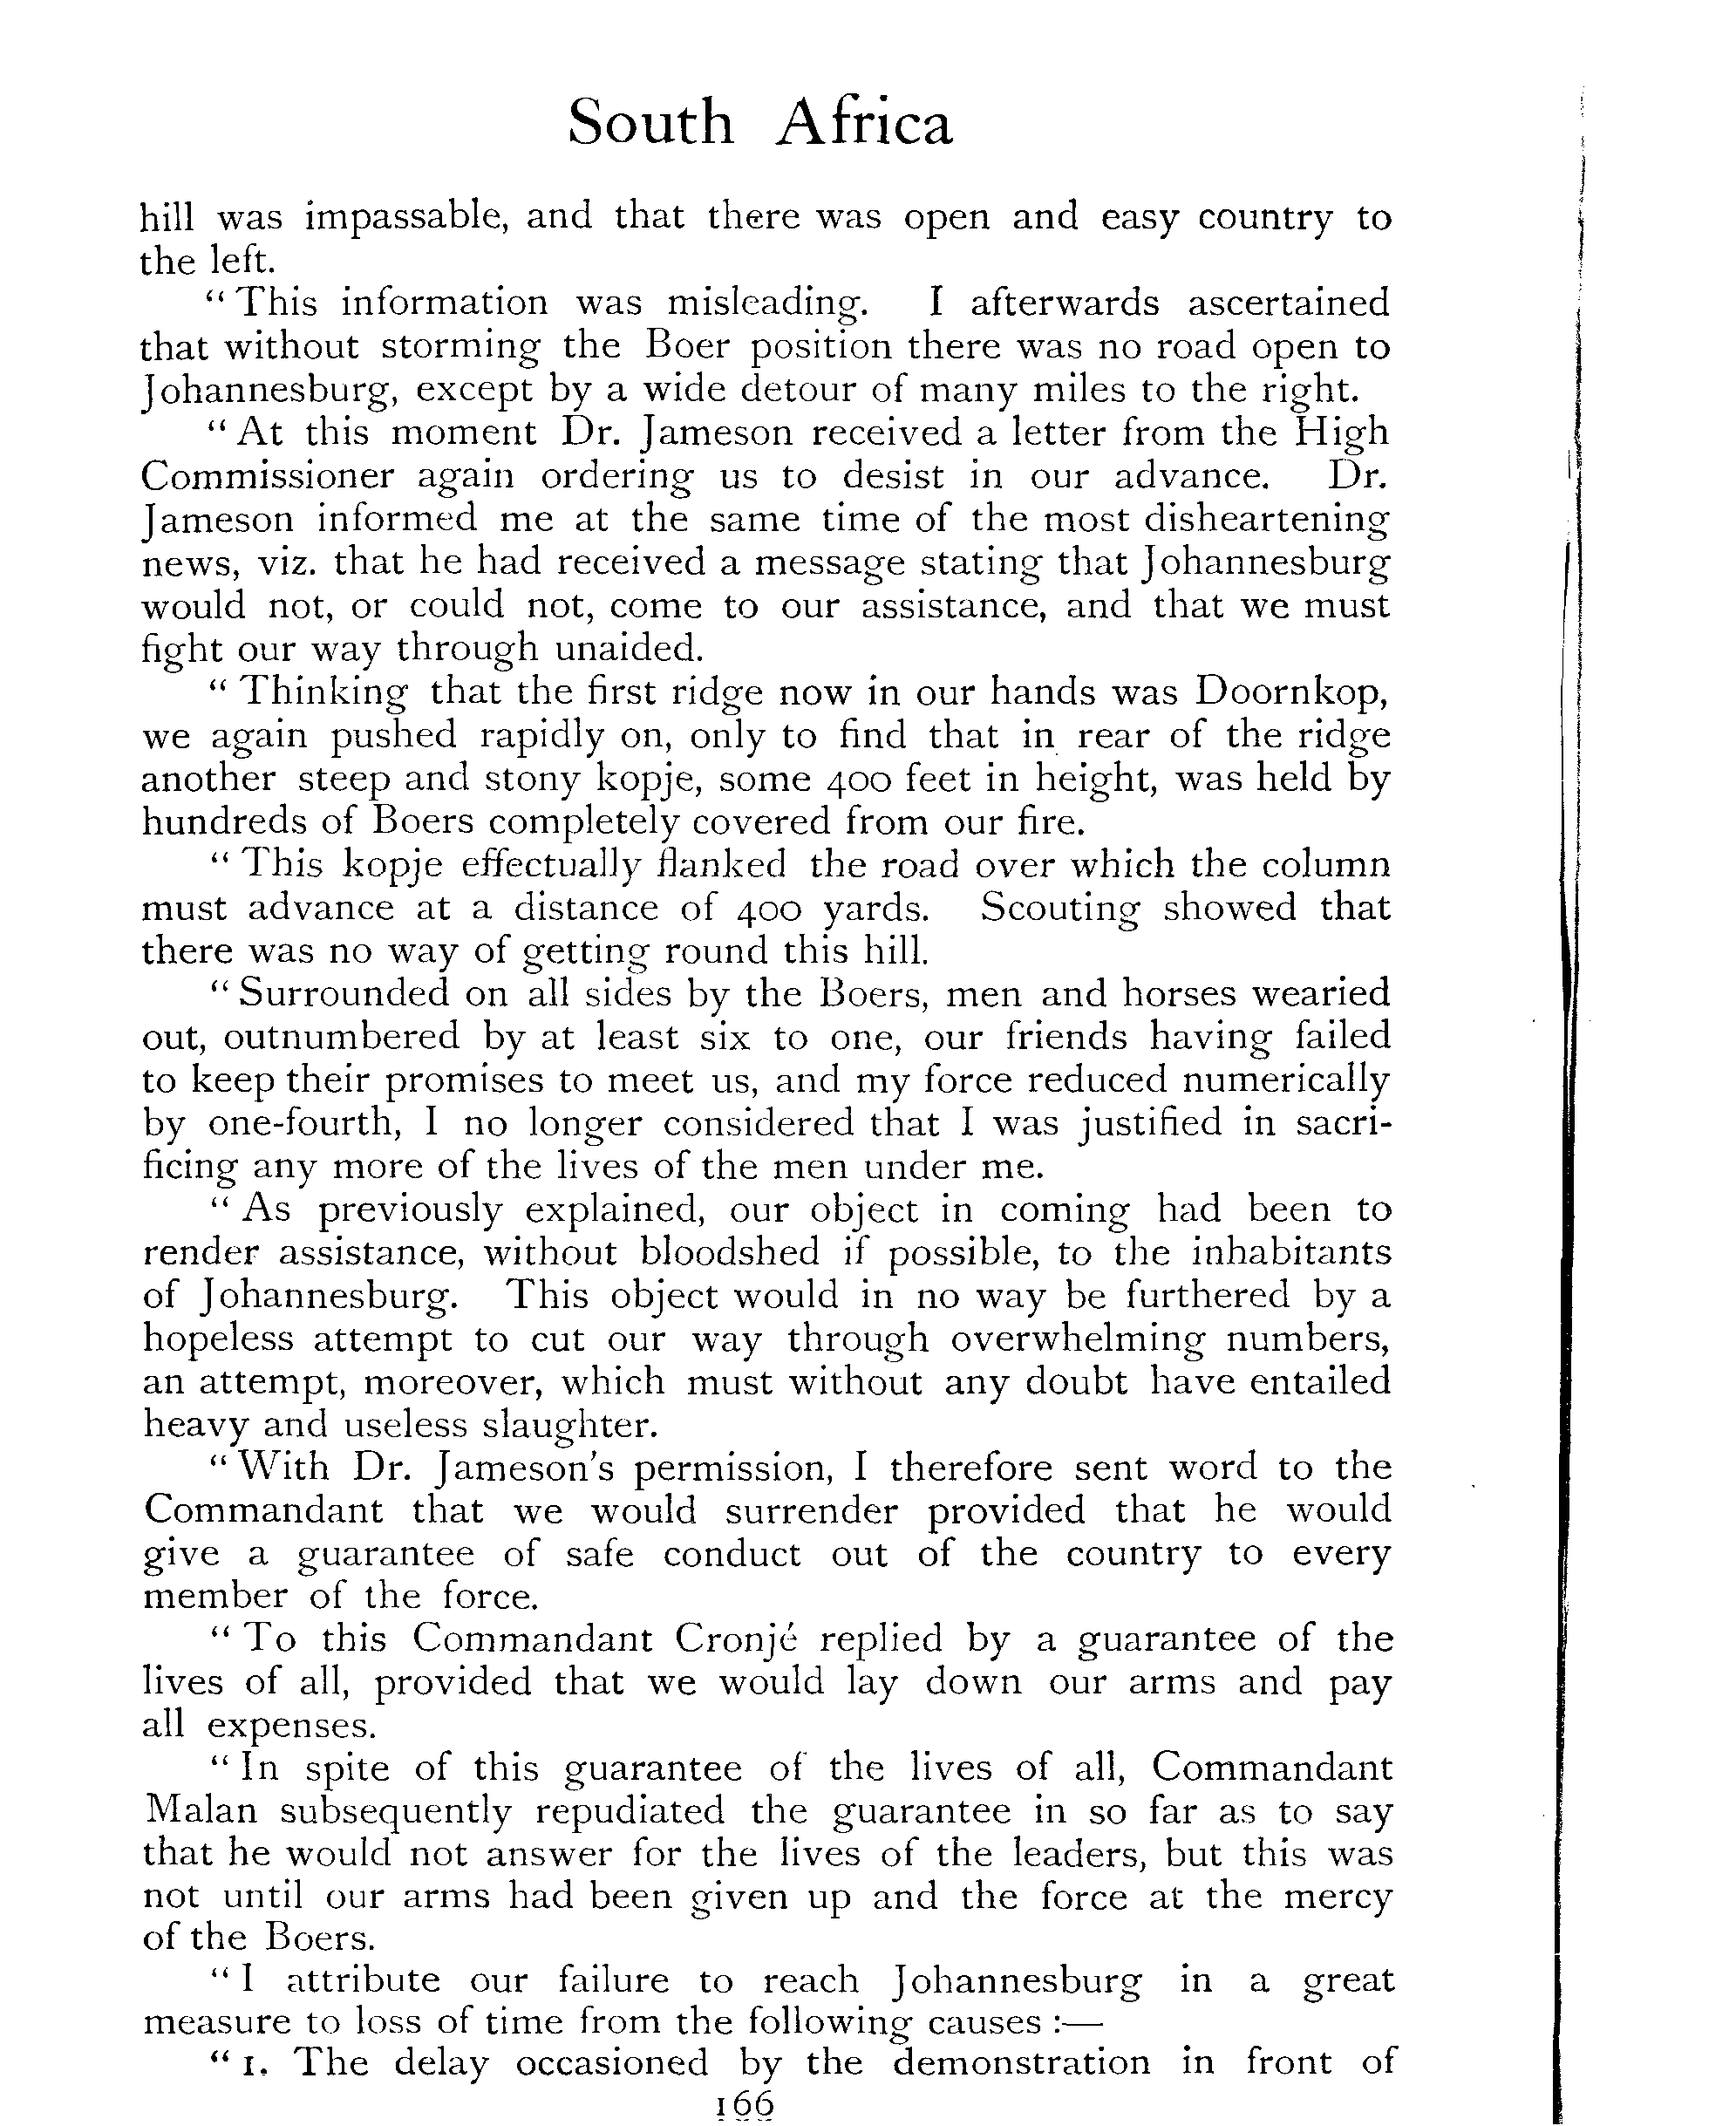 South Africa
hill was impassable, and that there was open and easy country to
the left.
“ This information was misleading. I afterwards ascertained
that without storming the Boer position there was no road open to
Johannesburg, except by a wide detour of many miles to the right.
“ At this moment Dr. Jameson received a letter from the High
Commissioner again ordering us to desist in our advance. Dr.
Jameson informed me at the same time of the most disheartening
news, viz. that he had received a message stating that Johannesburg
would not, or could not, come to our assistance, and that we must
fight our way through unaided.
“ Thinking that the first ridge now in our hands was Doornkop,
we again pushed rapidly on, only to find that in rear of the ridge
another steep and stony kopje, some 400 feet in height, was held by
hundreds of Boers completely covered from our fire.
“ This kopje effectually flanked the road over which the column
must advance at a distance of 400 yards. Scouting showed that
there was no way of getting round this hill.
“ Surrounded on all sides by the Boers, men and horses wearied
out, outnumbered by at least six to one, our friends having failed
to keep their promises to meet us, and my force reduced numerically
by one-fourth, I no longer considered that I was justified in sacri-
ficing any more of the lives of the men under me.
“ As previously explained, our object in coming had been to
render assistance, without bloodshed if possible, to the inhabitants
of Johannesburg. This object would in no way be furthered by a
hopeless attempt to cut our way through overwhelming numbers,
an attempt, moreover, which must without any doubt have entailed
heavy and useless slaughter.
“ With Dr. Jameson's permission, I therefore sent word to the
Commandant that we would surrender provided that he would
give a guarantee of safe conduct out of the country to every
member of the force.
“ To this Commandant Cronjé replied by a guarantee of the
lives of all, provided that we would lay down our arms and pay
all expenses.
“ In spite of this guarantee of the lives of all, Commandant
Malan subsequently repudiated the guarantee in so far as to say
that he would not answer for the lives of the leaders, but this was
not until our arms had been given up and the force at the mercy
of the Boers.
“ I attribute our failure to reach Johannesburg in a great
measure to loss of time from the following causes :—
“ 1. The delay occasioned by the demonstration in front of
166